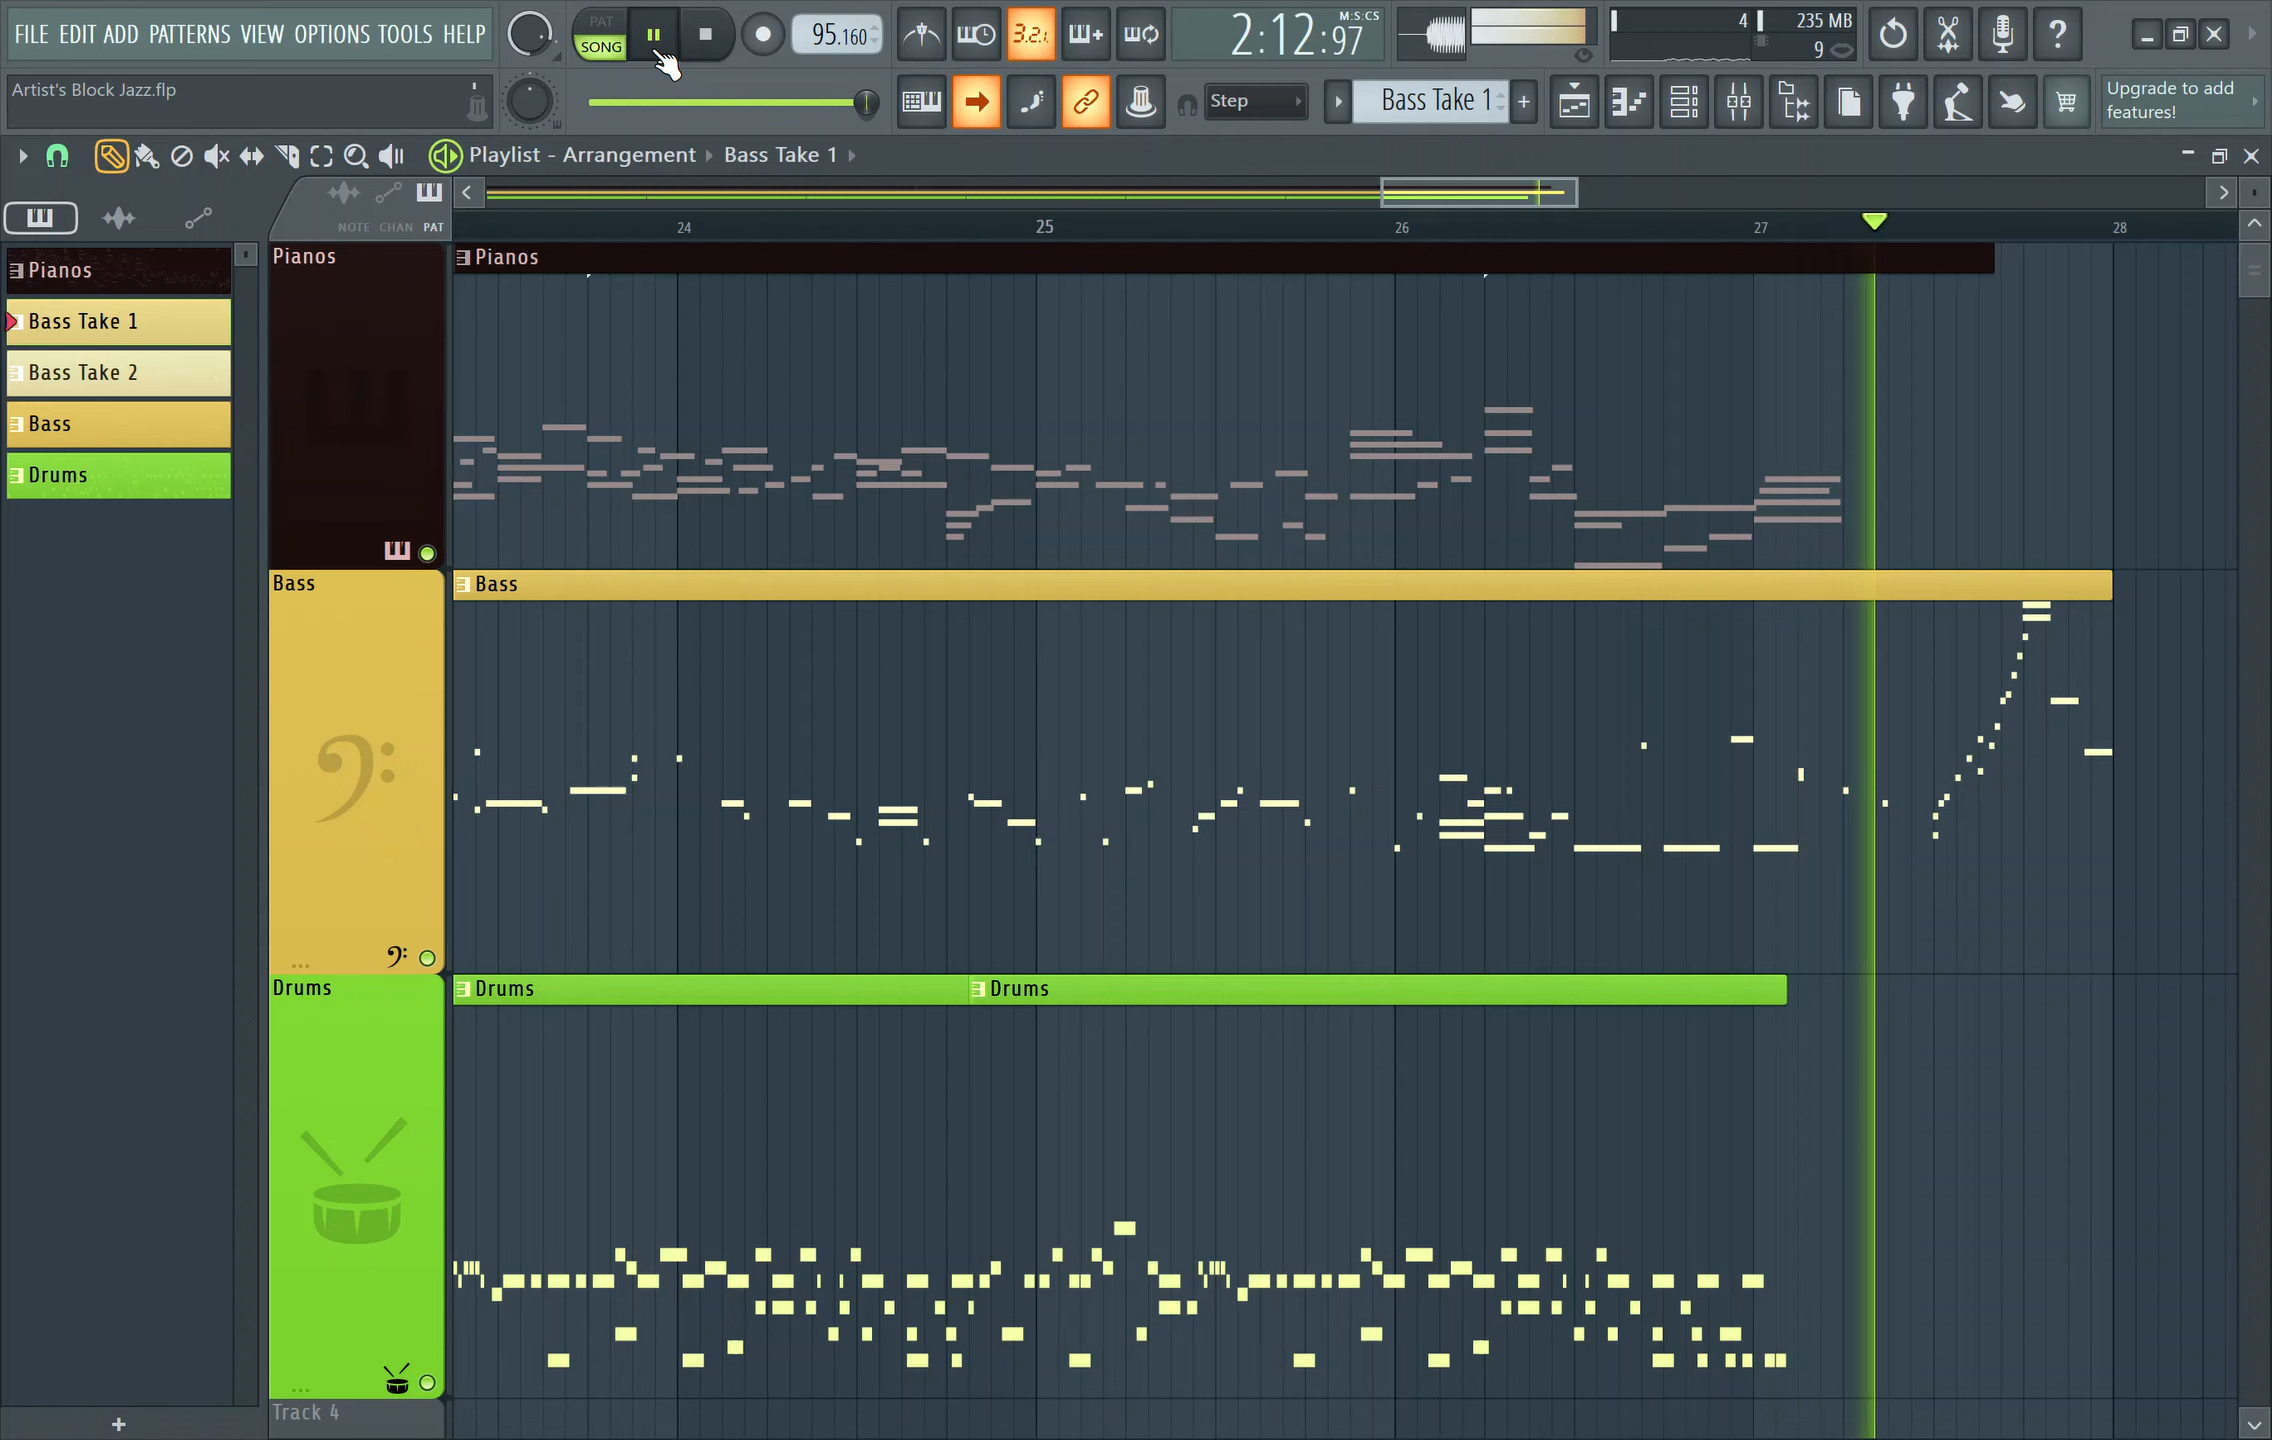 FILE EDIT ADD PATTERNS VIEW OPTIONS TOOLS HELP
PAT
SONG
95.160
3.2.1
M:S:CS
2:12:97
4
235 MB
9
?
Artist's Block Jazz.flp
Step
Bass Take 1
+
Upgrade to add
features!
Playlist - Arrangement
Bass Take 1
NOTE CHAN PAT
24
25
26
27
28
Pianos
Bass Take 1
Bass Take 2
Bass
Drums
Pianos
Pianos
Bass
Bass
Drums
Drums
Drums
Track 4
+